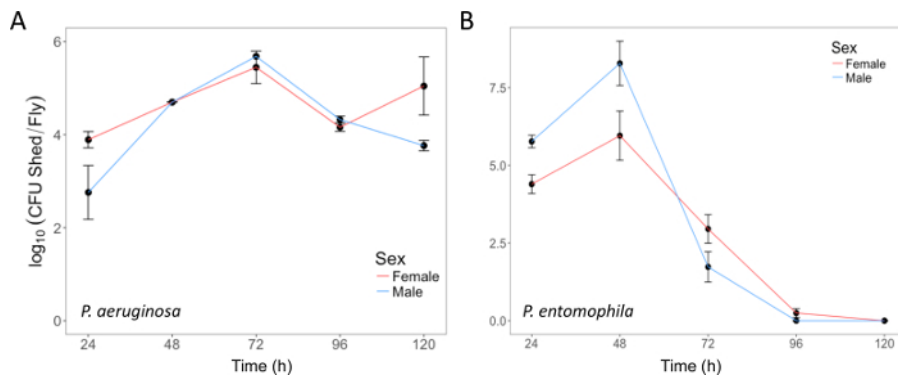 A
6
4
2
0
log10 (CFU Shed/Fly)
24 48 72 96 120
Time (h)
Sex
Female
Male
P. aeruginosa
B
7.5
5.0
2.5
0.0
24 48 72 96 120
Time (h)
Sex
Female
Male
P. entomophila